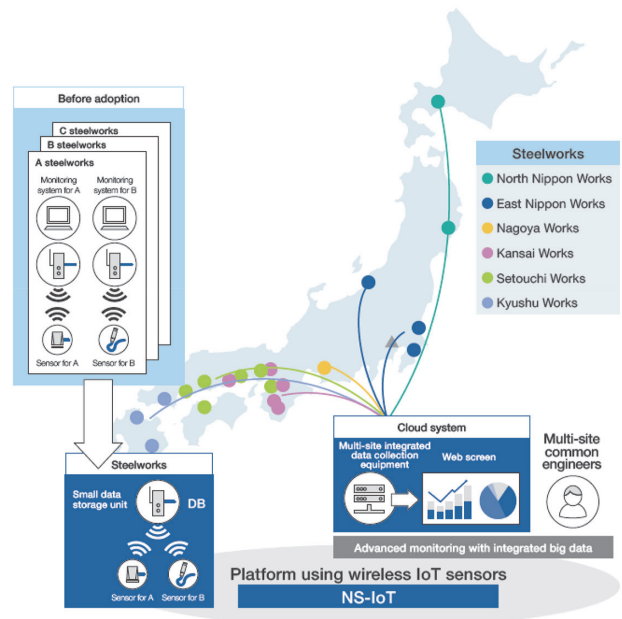 Before adoption
C steelworks
B steelworks
A steelworks
Monitoring system for A
Monitoring system for B
Sensor for A
Sensor for B
Steelworks
North Nippon Works
East Nippon Works
Nagoya Works
Kansai Works
Setouchi Works
Kyushu Works
Steelworks
Small data
storage unit
DB
Sensor for A
Sensor for B
Cloud system
Multi-site integrated
data collection
equipment
Web screen
Multi-site
common
engineers
Advanced monitoring with integrated big data
Platform using wireless IoT sensors
NS-IoT